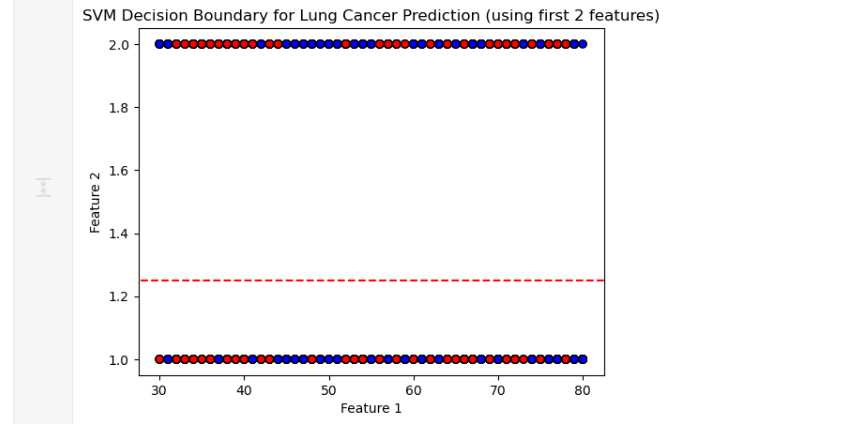 SVM Decision Boundary for Lung Cancer Prediction (using first 2 features)
2.0
1.8
1.6
1.4
1.2
1.0
Feature 2
30 40 50 60 70 80
Feature 1